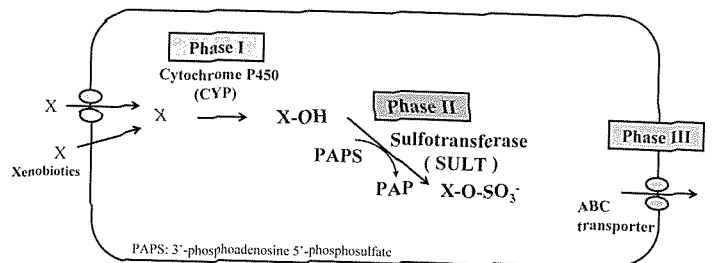 Phase I
Cytochrome P450
(CYP)
X
X
X-OH
Phase II
X
Xenobiotics
Sulfotransferase
( SULT )
PAPS
PAP
X-O-SO₃⁻
Phase III
ABC
transporter
PAPS: 3'-phosphoadenosine 5'-phosphosulfate